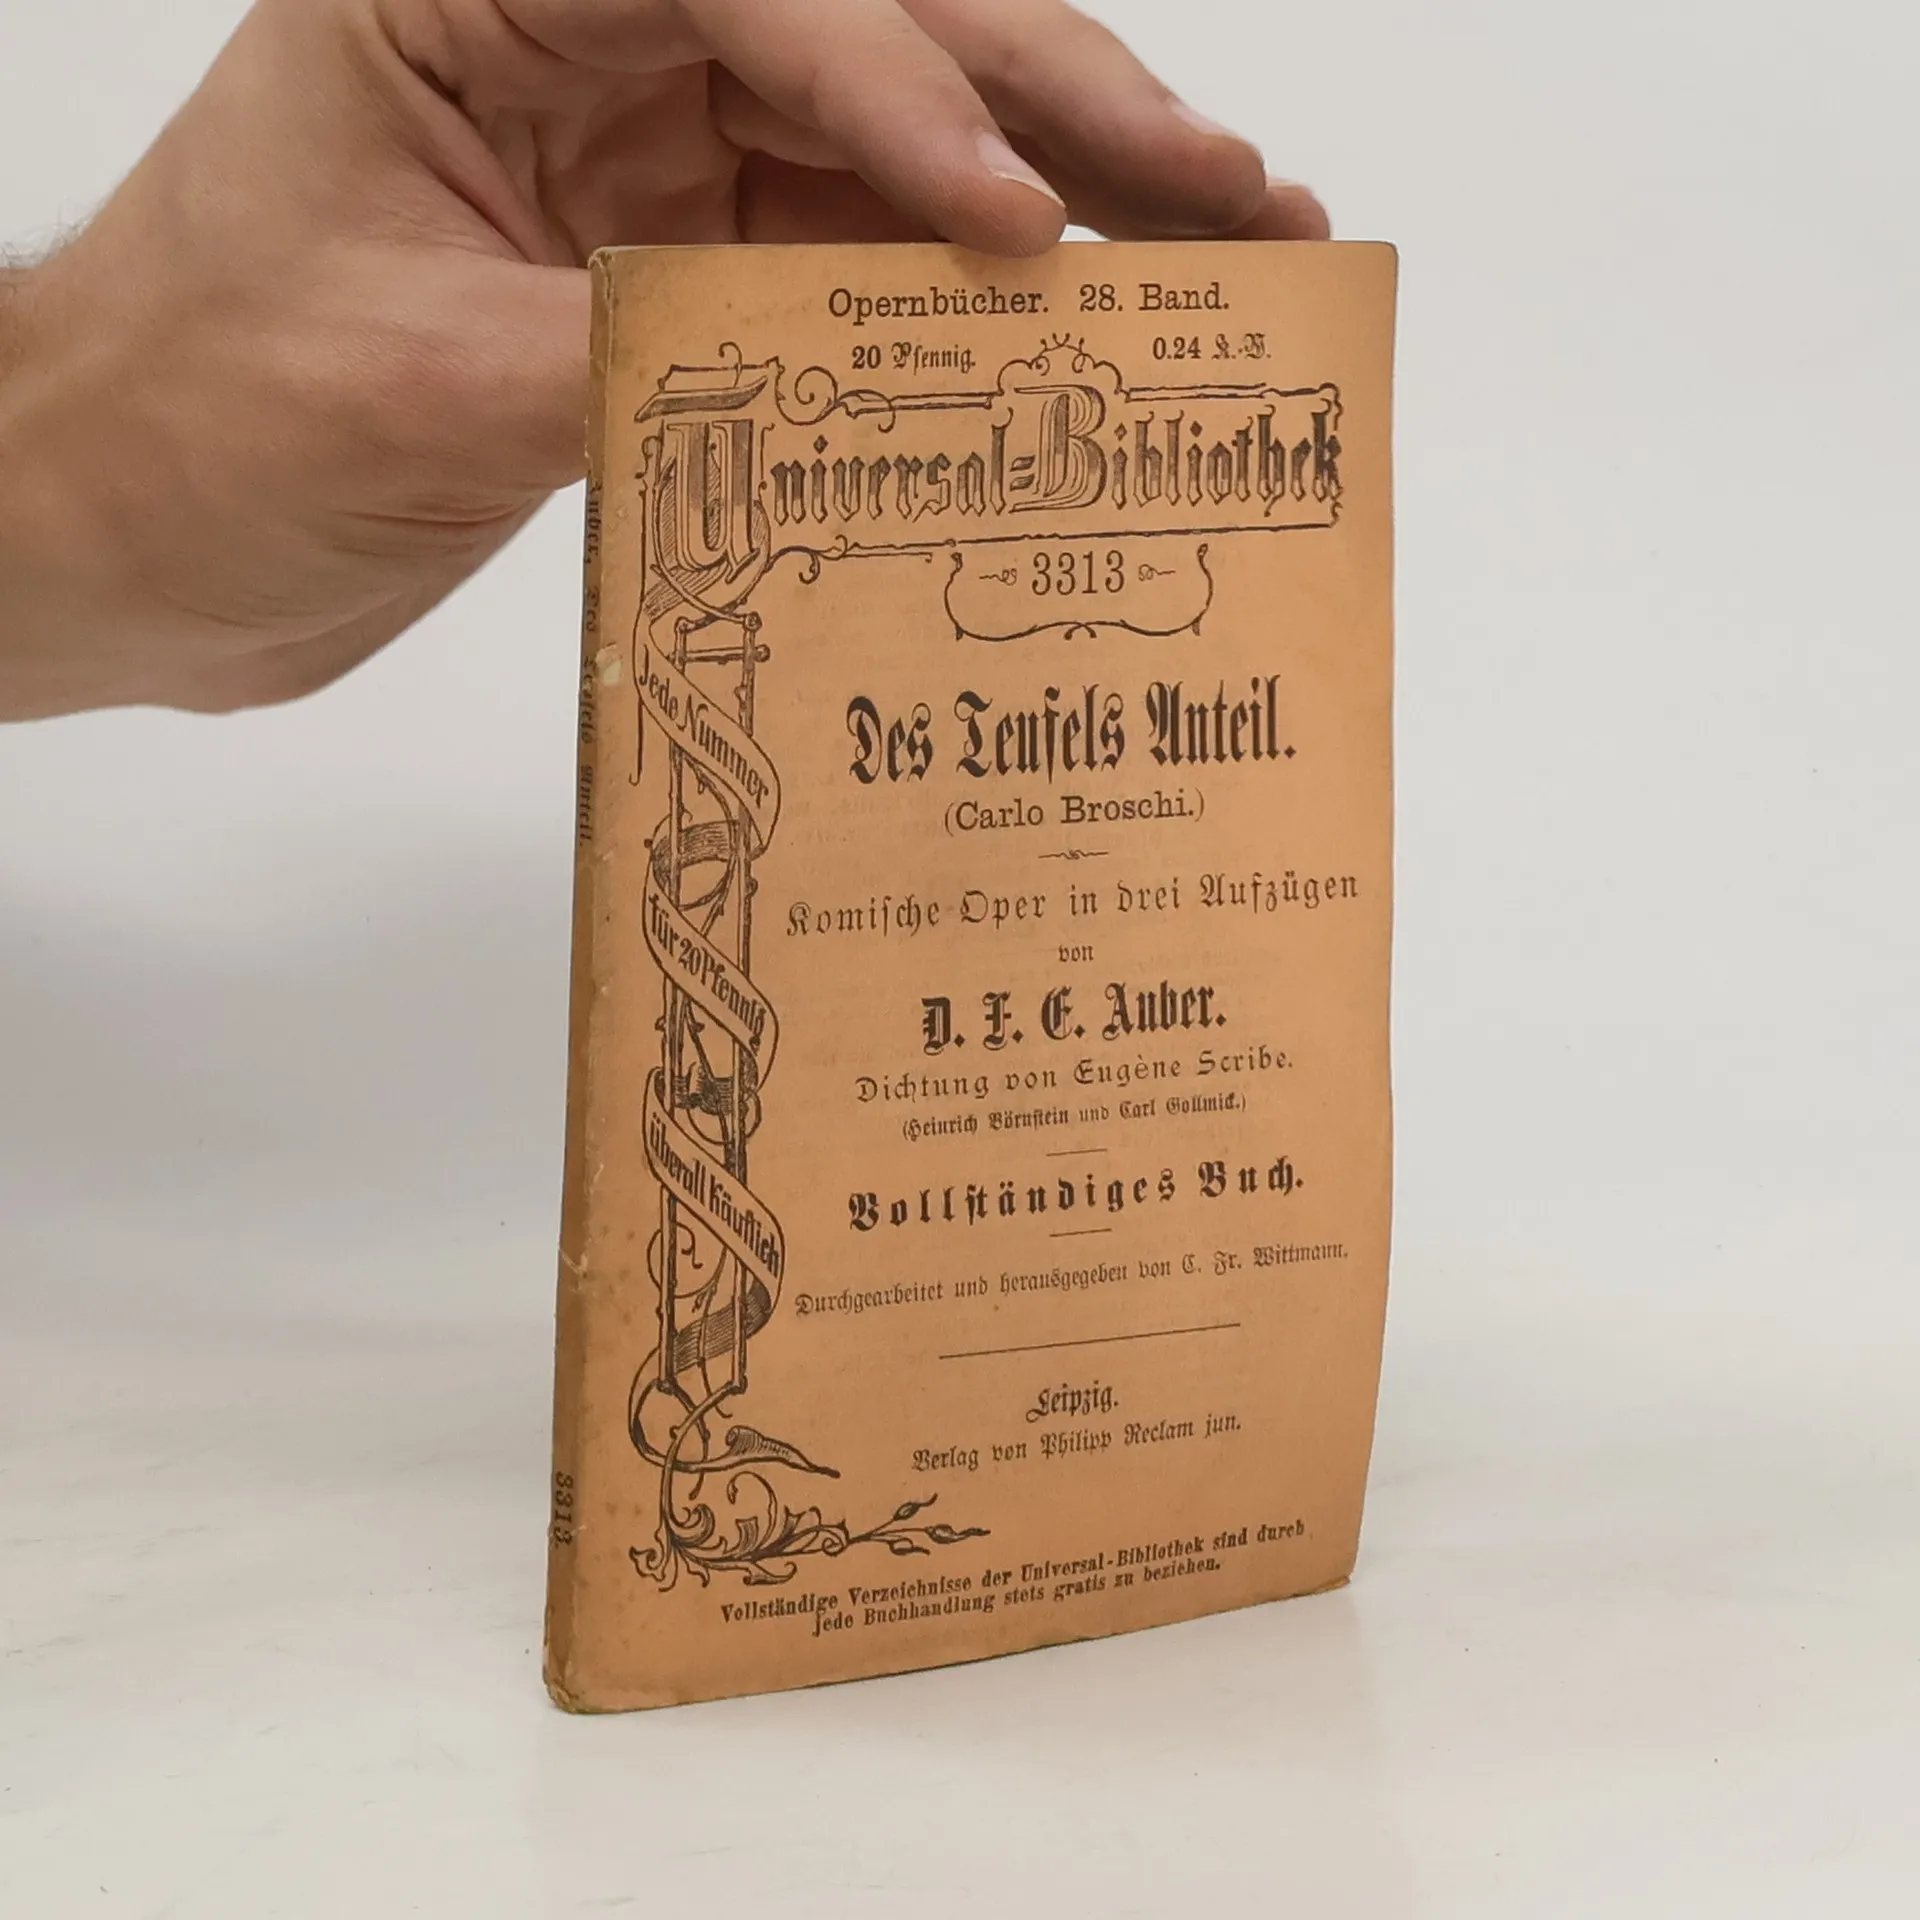 Opernbücher. 28. Band.
20 Pfennig. 0.24 K.-W.
Universal-Bibliothek
3313
Jede Nummer
für 20 Pfennig
überall käuflich
Des Teufels Anteil.
(Carlo Broschi.)
Komische Oper in drei Aufzügen
von
D. F. E. Auber.
Dichtung von Eugène Scribe.
(Heinrich Börnstein und Carl Gollmick.)
Vollständiges Buch.
Durchgearbeitet und herausgegeben von C. Fr. Wittmann.
Leipzig.
Verlag von Philipp Reclam jun.
Vollständige Verzeichnisse der Universal-Bibliothek sind durch
jede Buchhandlung stets gratis zu beziehen.
Auber, Des Teufels Anteil.
3313